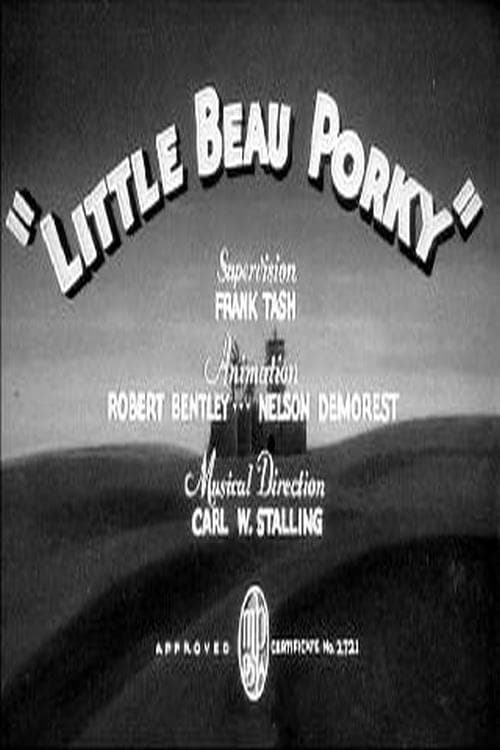 "LITTLE BEAU PORKY"
Supervision
FRANK TASH
Animation
ROBERT BENTLEY··· NELSON DEMOREST
Musical Direction
CARL W. STALLING
APPROVED MPDA CERTIFICATE No. 2721